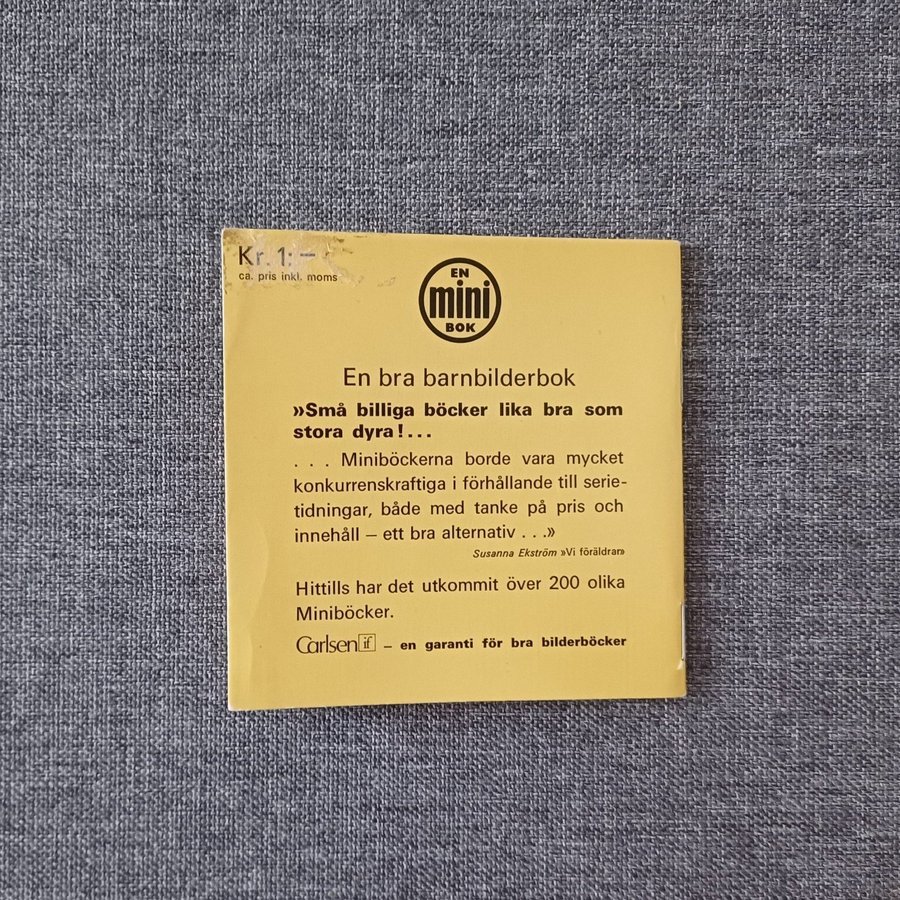 Kr. 1:—
ca. pris inkl. moms
EN
mini
BOK
En bra barnbilderbok
»Små billiga böcker lika bra som
stora dyra!...
. . . Miniböckerna borde vara mycket
konkurrenskraftiga i förhållande till serie-
tidningar, både med tanke på pris och
innehåll – ett bra alternativ . . .»
Susanna Ekström »Vi föräldrar»
Hittills har det utkommit över 200 olika
Miniböcker.
Carlsen if – en garanti för bra bilderböcker